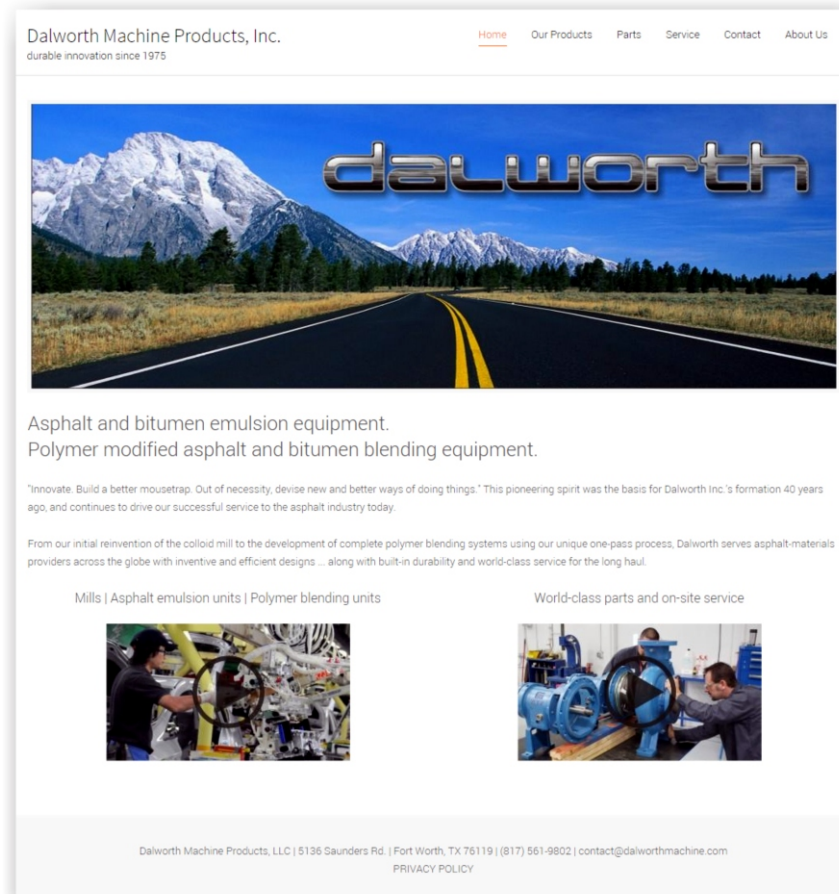 Dalworth Machine Products, Inc.
durable innovation since 1975
Home Our Products Parts Service Contact About Us
dalworth
Asphalt and bitumen emulsion equipment.
Polymer modified asphalt and bitumen blending equipment.
"Innovate. Build a better mousetrap. Out of necessity, devise new and better ways of doing things." This pioneering spirit was the basis for Dalworth Inc.'s formation 40 years
ago, and continues to drive our successful service to the asphalt industry today.
From our initial reinvention of the colloid mill to the development of complete polymer blending systems using our unique one-pass process, Dalworth serves asphalt-materials
providers across the globe with inventive and efficient designs ... along with built-in durability and world-class service for the long haul.
Mills | Asphalt emulsion units | Polymer blending units
World-class parts and on-site service
Dalworth Machine Products, LLC | 5136 Saunders Rd. | Fort Worth, TX 76119 | (817) 561-9802 | contact@dalworthmachine.com
PRIVACY POLICY